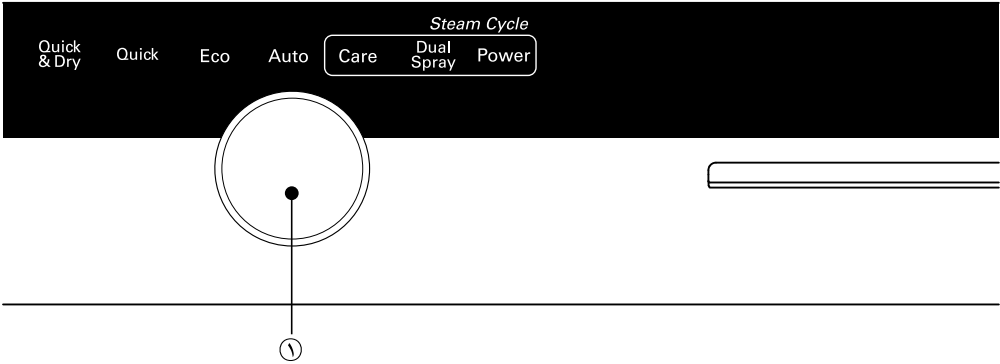 Steam Cycle
Quick
& Dry
Quick
Eco
Auto
Care
Dual
Spray
Power
١